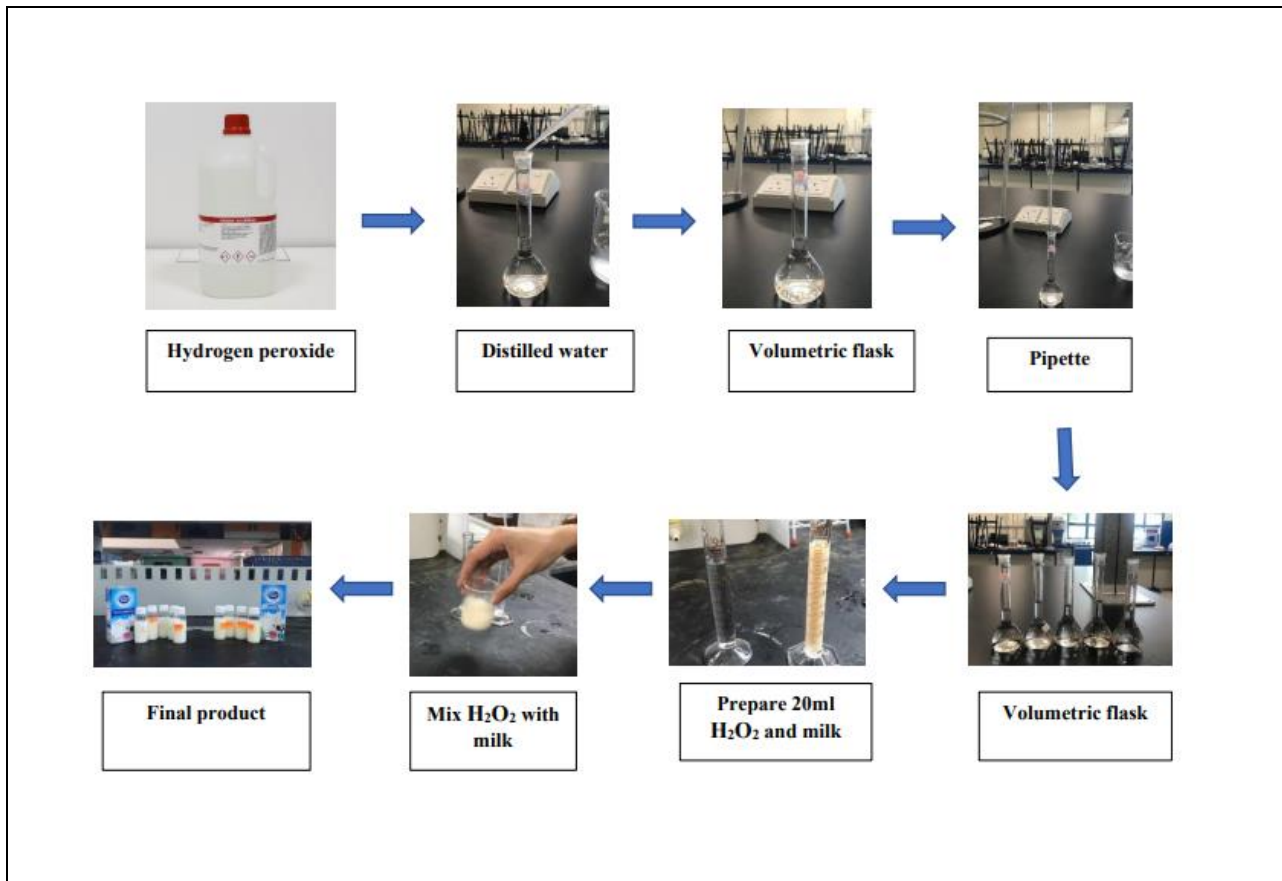 Hydrogen peroxide
Distilled water
Volumetric flask
Pipette
Volumetric flask
Prepare 20ml
H₂O₂ and milk
Mix H₂O₂ with
milk
Final product